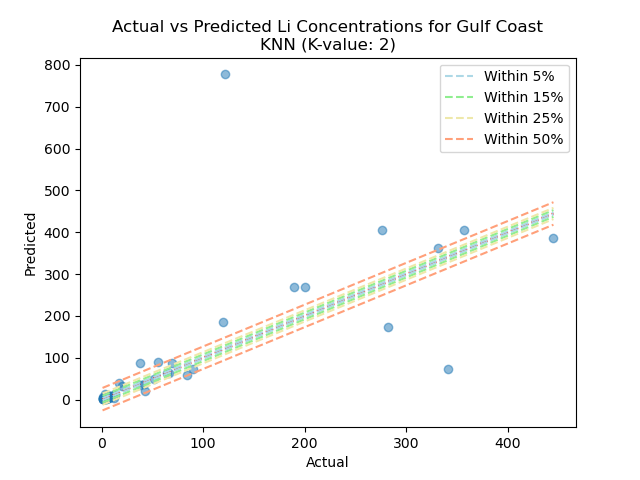 Actual vs Predicted Li Concentrations for Gulf Coast
KNN (K-value: 2)
800
700
600
500
400
300
200
100
0
Predicted
Within 5%
Within 15%
Within 25%
Within 50%
0
100
200
300
400
Actual